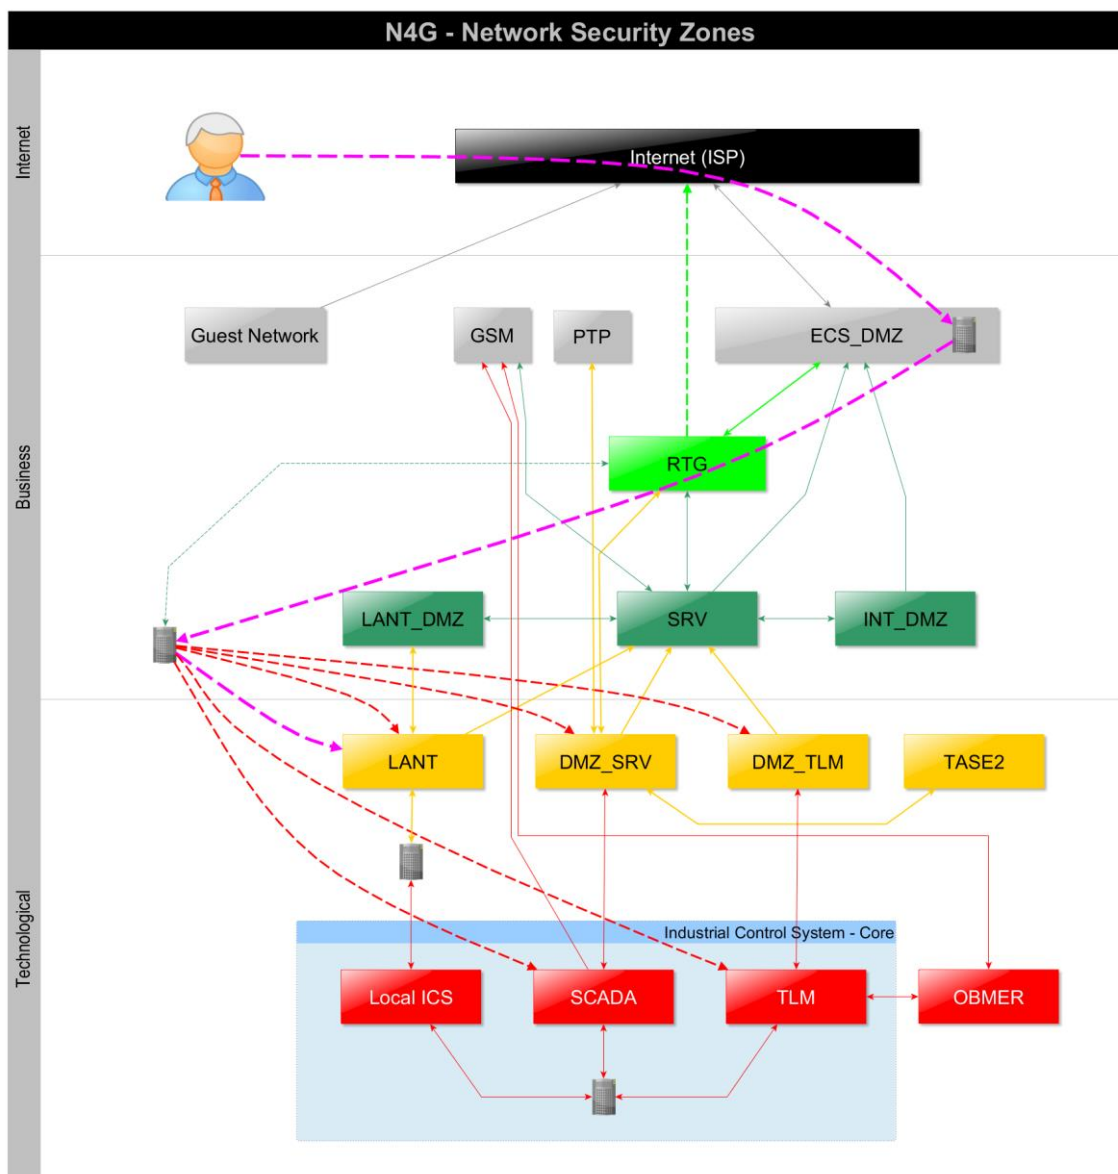 N4G - Network Security Zones
Internet
Internet (ISP)
Business
Guest Network
GSM
PTP
ECS_DMZ
RTG
LANT_DMZ
SRV
INT_DMZ
Technological
LANT
DMZ_SRV
DMZ_TLM
TASE2
Industrial Control System - Core
Local ICS
SCADA
TLM
OBMER